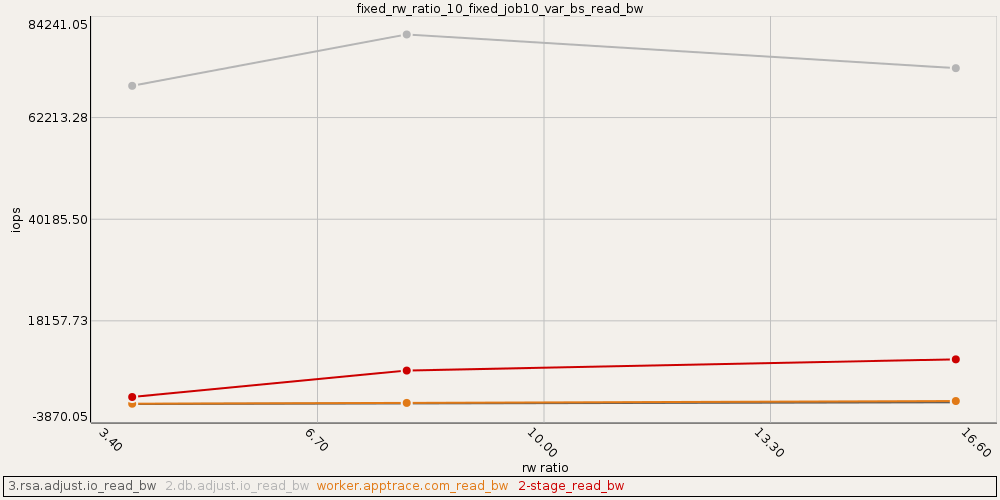 fixed_rw_ratio_10_fixed_job10_var_bs_read_bw
84241.05
62213.28
40185.50
18157.73
-3870.05
iops
3.40 6.70 10.00 13.30 16.60
rw ratio
3.rsa.adjust.io_read_bw 2.db.adjust.io_read_bw worker.apptrace.com_read_bw 2-stage_read_bw